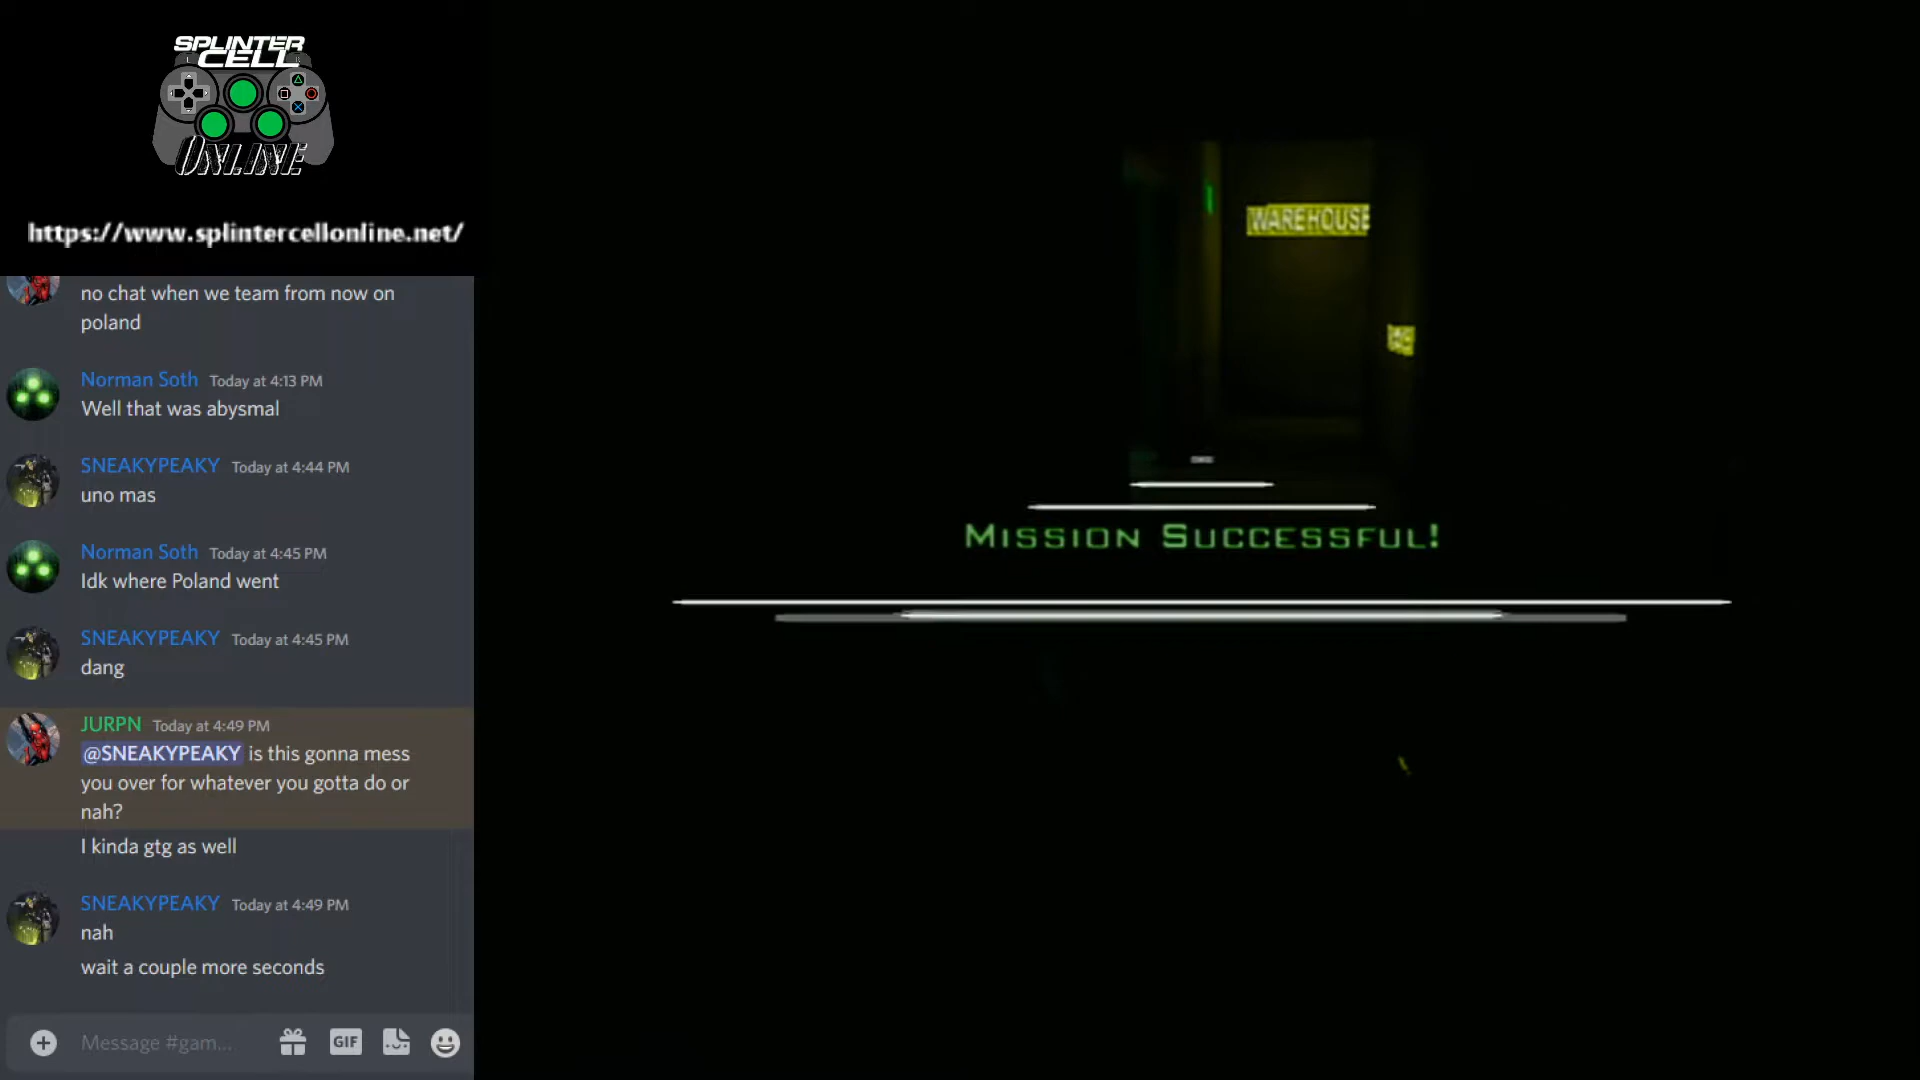 SPLINTER
CELL
ONLINE
https://www.splintercellonline.net/
no chat when we team from now on
poland
Norman Soth Today at 4:13 PM
Well that was abysmal
SNEAKYPEAKY Today at 4:44 PM
uno mas
Norman Soth Today at 4:45 PM
Idk where Poland went
SNEAKYPEAKY Today at 4:45 PM
dang
JURPN Today at 4:49 PM
@SNEAKYPEAKY is this gonna mess
you over for whatever you gotta do or
nah?
I kinda gtg as well
SNEAKYPEAKY Today at 4:49 PM
nah
wait a couple more seconds
Message #gam...
GIF
WAREHOUSE
MISSION SUCCESSFUL!